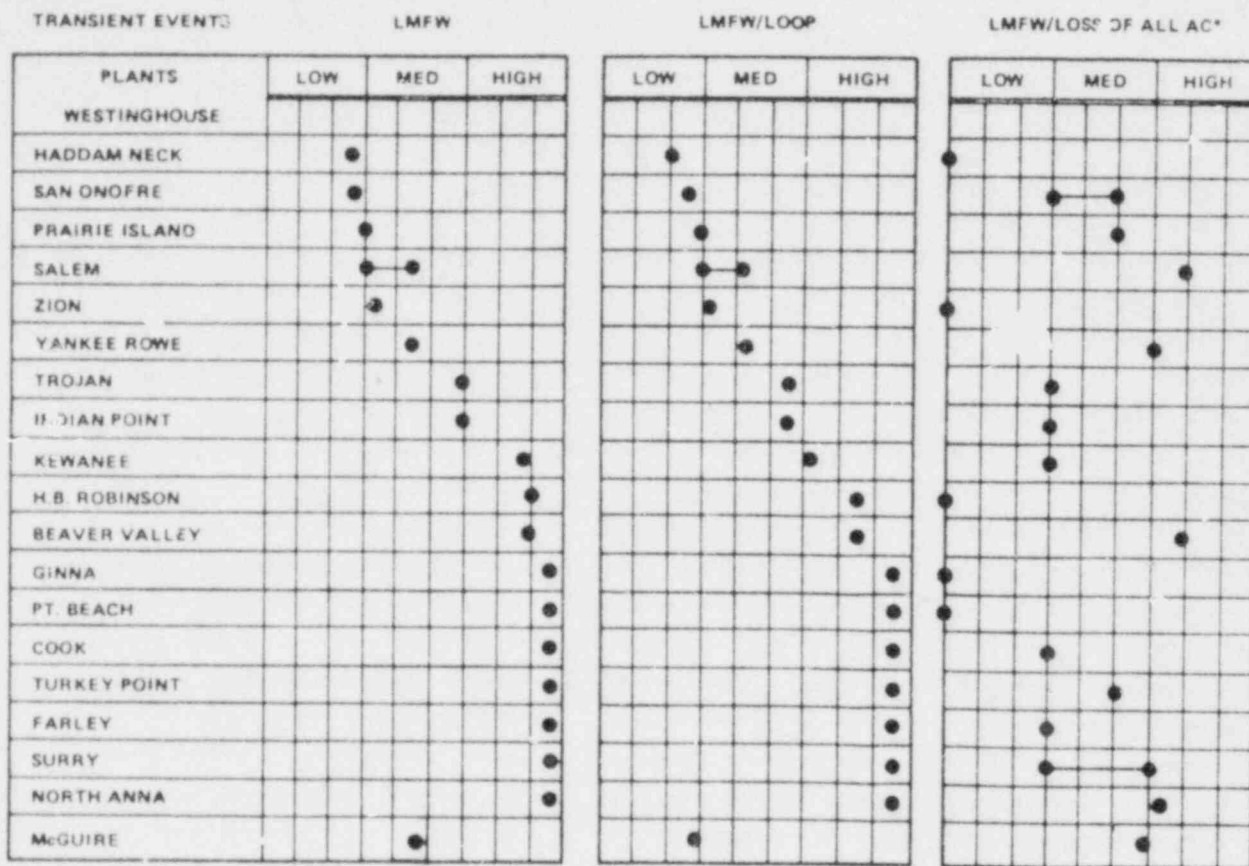 TRANSIENT EVENTS LMFW LMFW/LOOP LMFW/LOSS OF ALL AC*
PLANTS LOW MED HIGH LOW MED HIGH LOW MED HIGH
WESTINGHOUSE
HADDAM NECK
SAN ONOFRE
PRAIRIE ISLAND
SALEM
ZION
YANKEE ROWE
TROJAN
INDIAN POINT
KEWANEE
H.B. ROBINSON
BEAVER VALLEY
GINNA
PT. BEACH
COOK
TURKEY POINT
FARLEY
SURRY
NORTH ANNA
McGUIRE